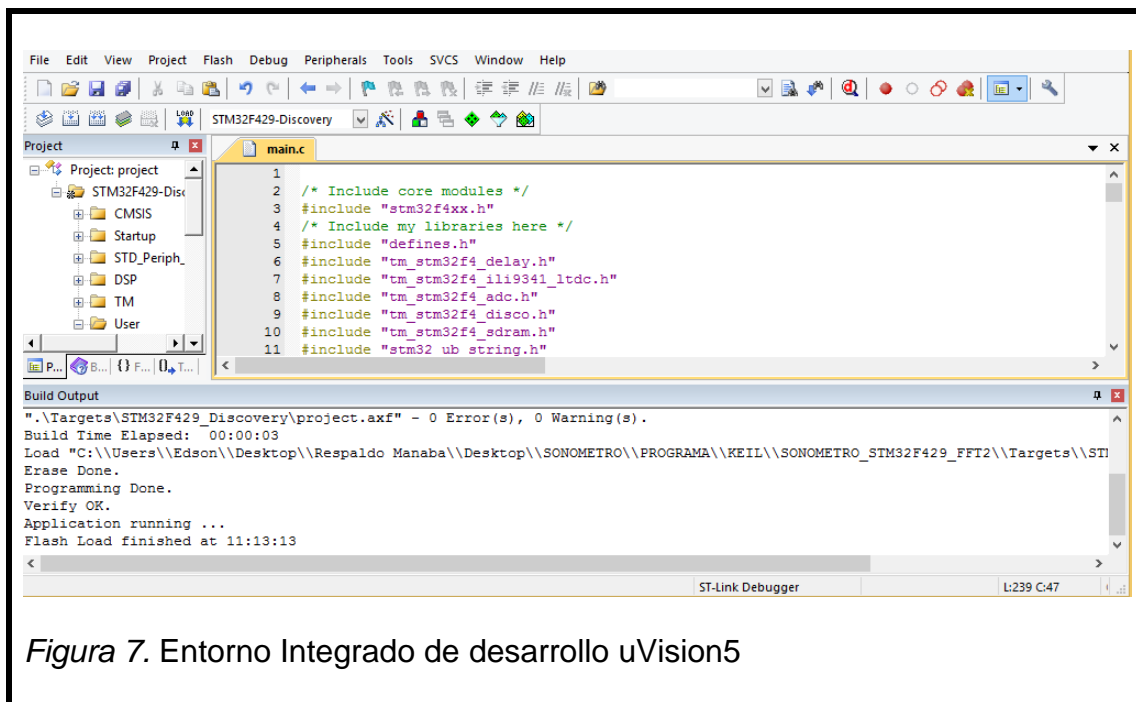 File Edit View Project Flash Debug Peripherals Tools SVCS Window Help
LOAD STM32F429-Discovery
Project
main.c
Project: project
STM32F429-Disc
CMSIS
Startup
STD_Periph_
DSP
TM
User
P... B... {} F... 0 T...
1
2 /* Include core modules */
3 #include "stm32f4xx.h"
4 /* Include my libraries here */
5 #include "defines.h"
6 #include "tm_stm32f4_delay.h"
7 #include "tm_stm32f4_ili9341_ltdc.h"
8 #include "tm_stm32f4_adc.h"
9 #include "tm_stm32f4_disco.h"
10 #include "tm_stm32f4_sdram.h"
11 #include "stm32_ub_string.h"
Build Output
".\Targets\STM32F429_Discovery\project.axf" - 0 Error(s), 0 Warning(s).
Build Time Elapsed: 00:00:03
Load "C:\\Users\\Edson\\Desktop\\Respaldo Manaba\\Desktop\\SONOMETRO\\PROGRAMA\\KEIL\\SONOMETRO_STM32F429_FFT2\\Targets\\STM
Erase Done.
Programming Done.
Verify OK.
Application running ...
Flash Load finished at 11:13:13
ST-Link Debugger L:239 C:47
Figura 7. Entorno Integrado de desarrollo uVision5